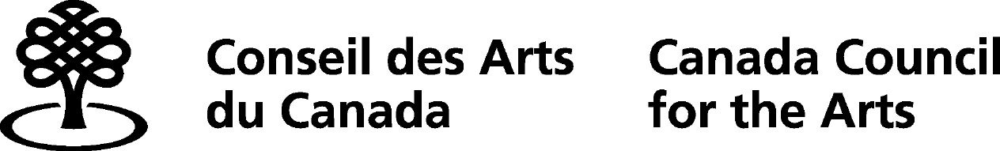 Conseil des Arts
du Canada
Canada Council
for the Arts